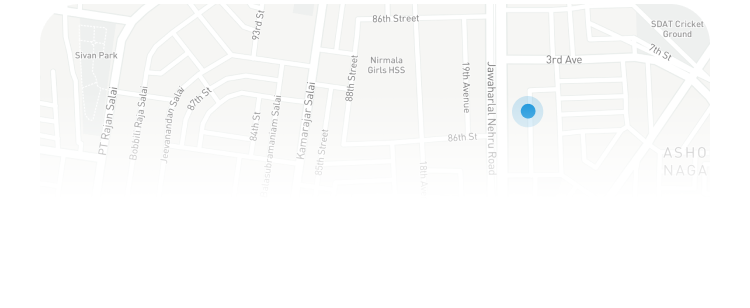 86th Street
93rd St
SDAT Cricket
Ground
7th St
Sivan Park
Nirmala
Girls HSS
3rd Ave
88th Street
19th Avenue
Jawaharlal Nehru Road
87th St
PT Rajan Salai
Bobbili Raja Salai
Jeevanandan Salai
84th St
Kamarajar Salai
85th Street
86th St
ASHO
NAGA
18th Av